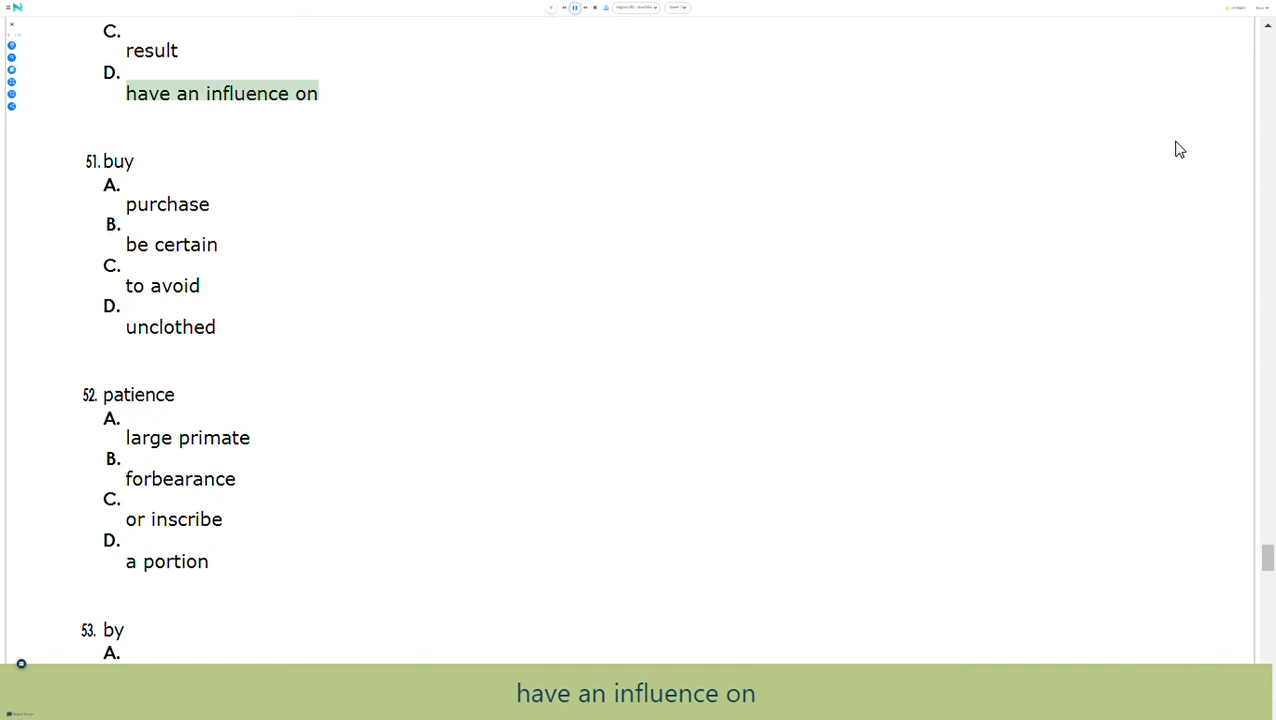 C.
result
D.
have an influence on
51. buy
A.
purchase
B.
be certain
C.
to avoid
D.
unclothed
52. patience
A.
large primate
B.
forbearance
C.
or inscribe
D.
a portion
53. by
A.
have an influence on